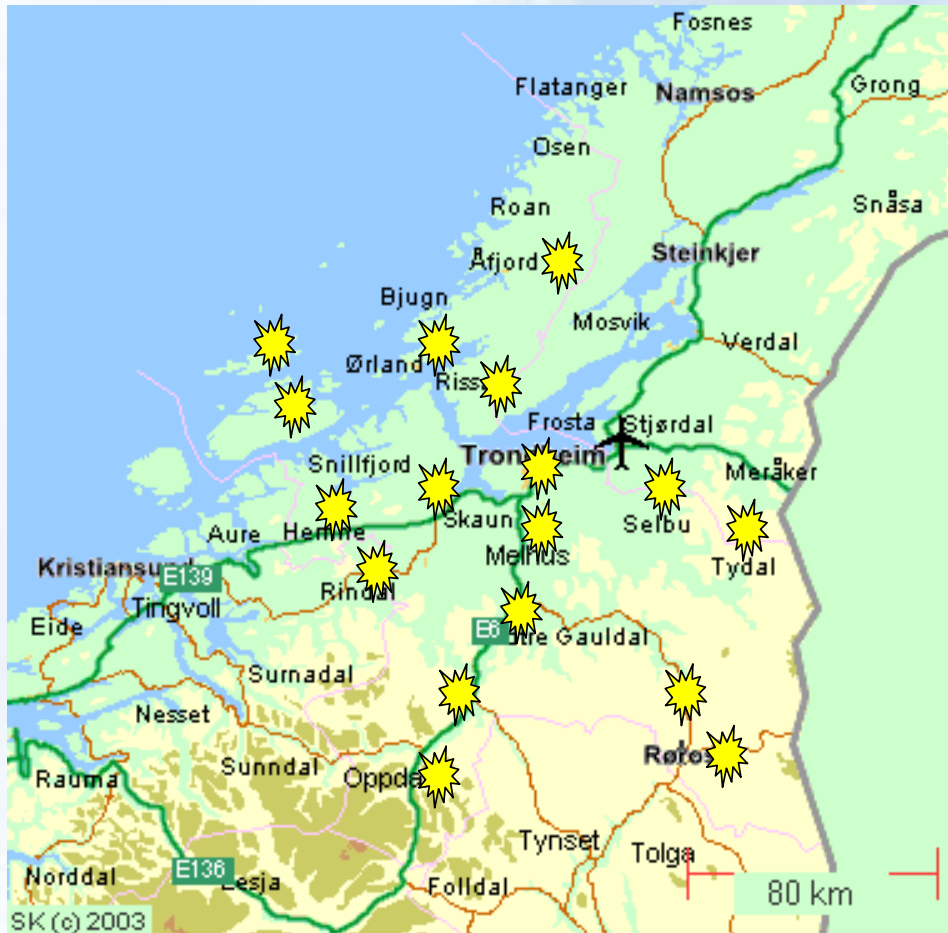 Fosnes
Flatanger
Namsos
Grong
Osen
Roan
Snåsa
Steinkjer
Åfjord
Bjugn
Mosvik
Verdal
Ørland
Frosta
Stjørdal
Snillfjord
Meråker
Skaun
Selbu
Aure
Melhus
Tydal
E139
Rindal
Tingvoll
Eide
E6
Gauldal
Surnadal
Nesset
Sunndal
Rauma
Tynset
Tolga
E136
Lesja
Norddal
Folldal
80 km
SK (c) 2003